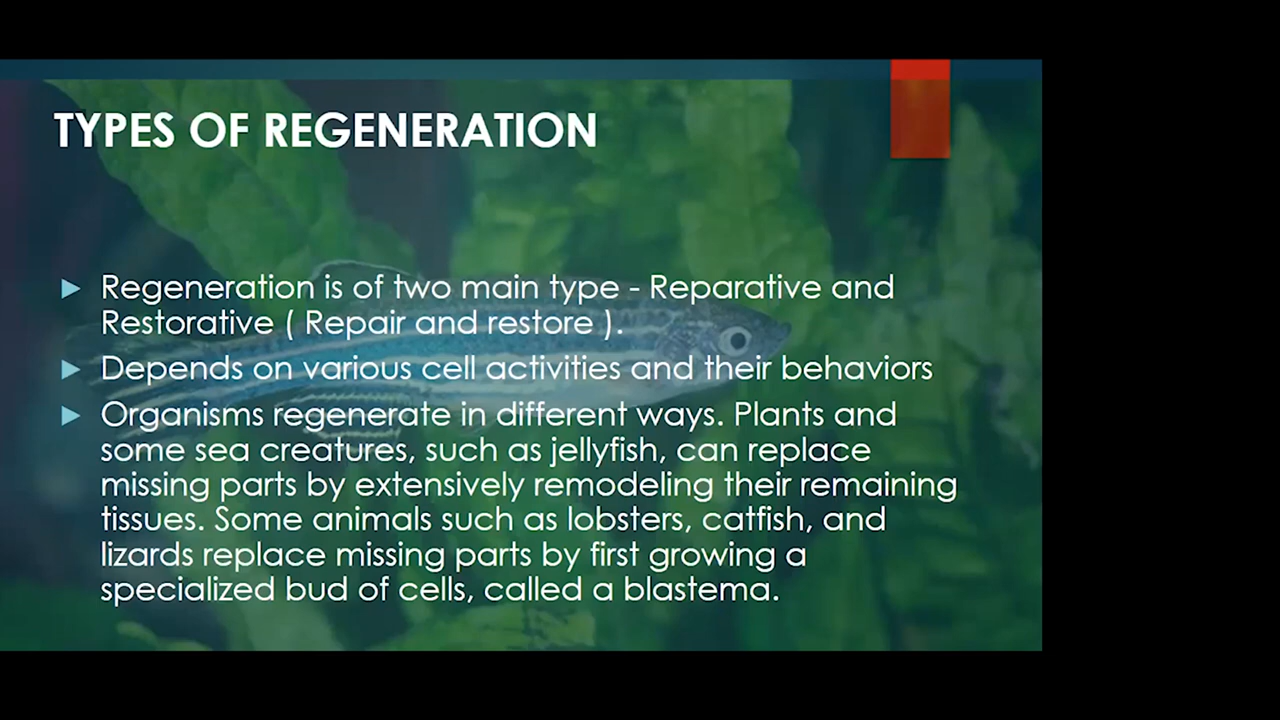 TYPES OF REGENERATION
Regeneration is of two main type - Reparative and
Restorative ( Repair and restore ).
Depends on various cell activities and their behaviors
Organisms regenerate in different ways. Plants and
some sea creatures, such as jellyfish, can replace
missing parts by extensively remodeling their remaining
tissues. Some animals such as lobsters, catfish, and
lizards replace missing parts by first growing a
specialized bud of cells, called a blastema.